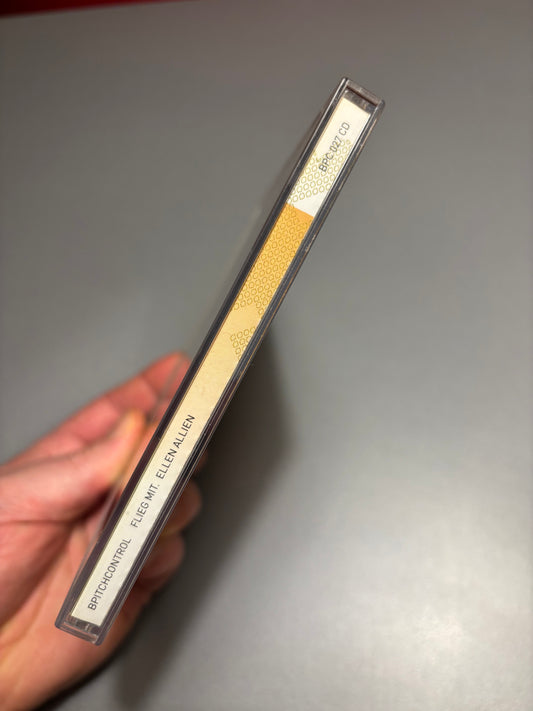 BPITCHCONTROL FLIEG MIT. ELLEN ALLIEN BPC 027 CD